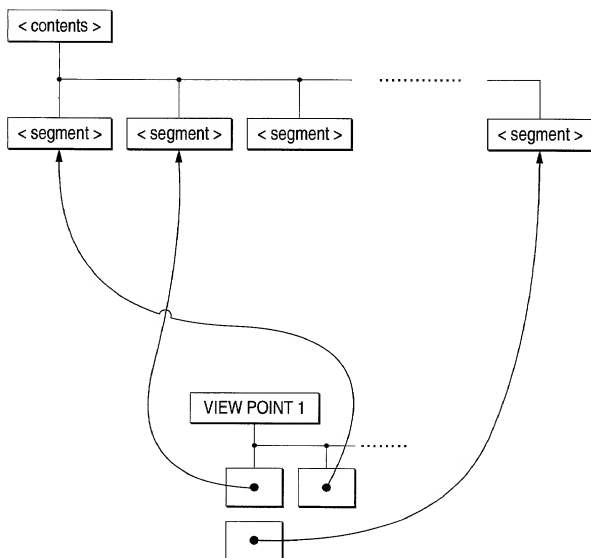 < contents >
< segment > < segment > < segment > < segment >
VIEW POINT 1